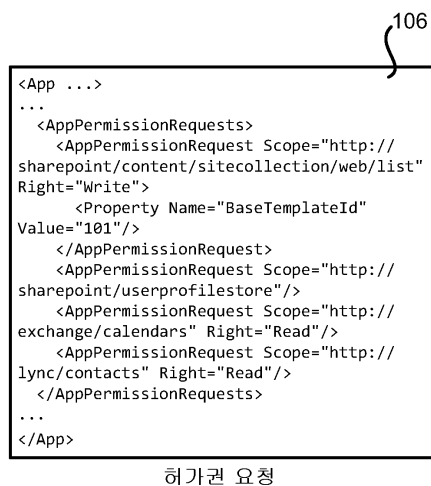 106
<App ...>
...
<AppPermissionRequests>
<AppPermissionRequest Scope="http://
sharepoint/content/sitecollection/web/list"
Right="Write">
<Property Name="BaseTemplateId"
Value="101"/>
</AppPermissionRequest>
<AppPermissionRequest Scope="http://
sharepoint/userprofilestore"/>
<AppPermissionRequest Scope="http://
exchange/calendars" Right="Read"/>
<AppPermissionRequest Scope="http://
lync/contacts" Right="Read"/>
</AppPermissionRequests>
...
</App>
허가권 요청